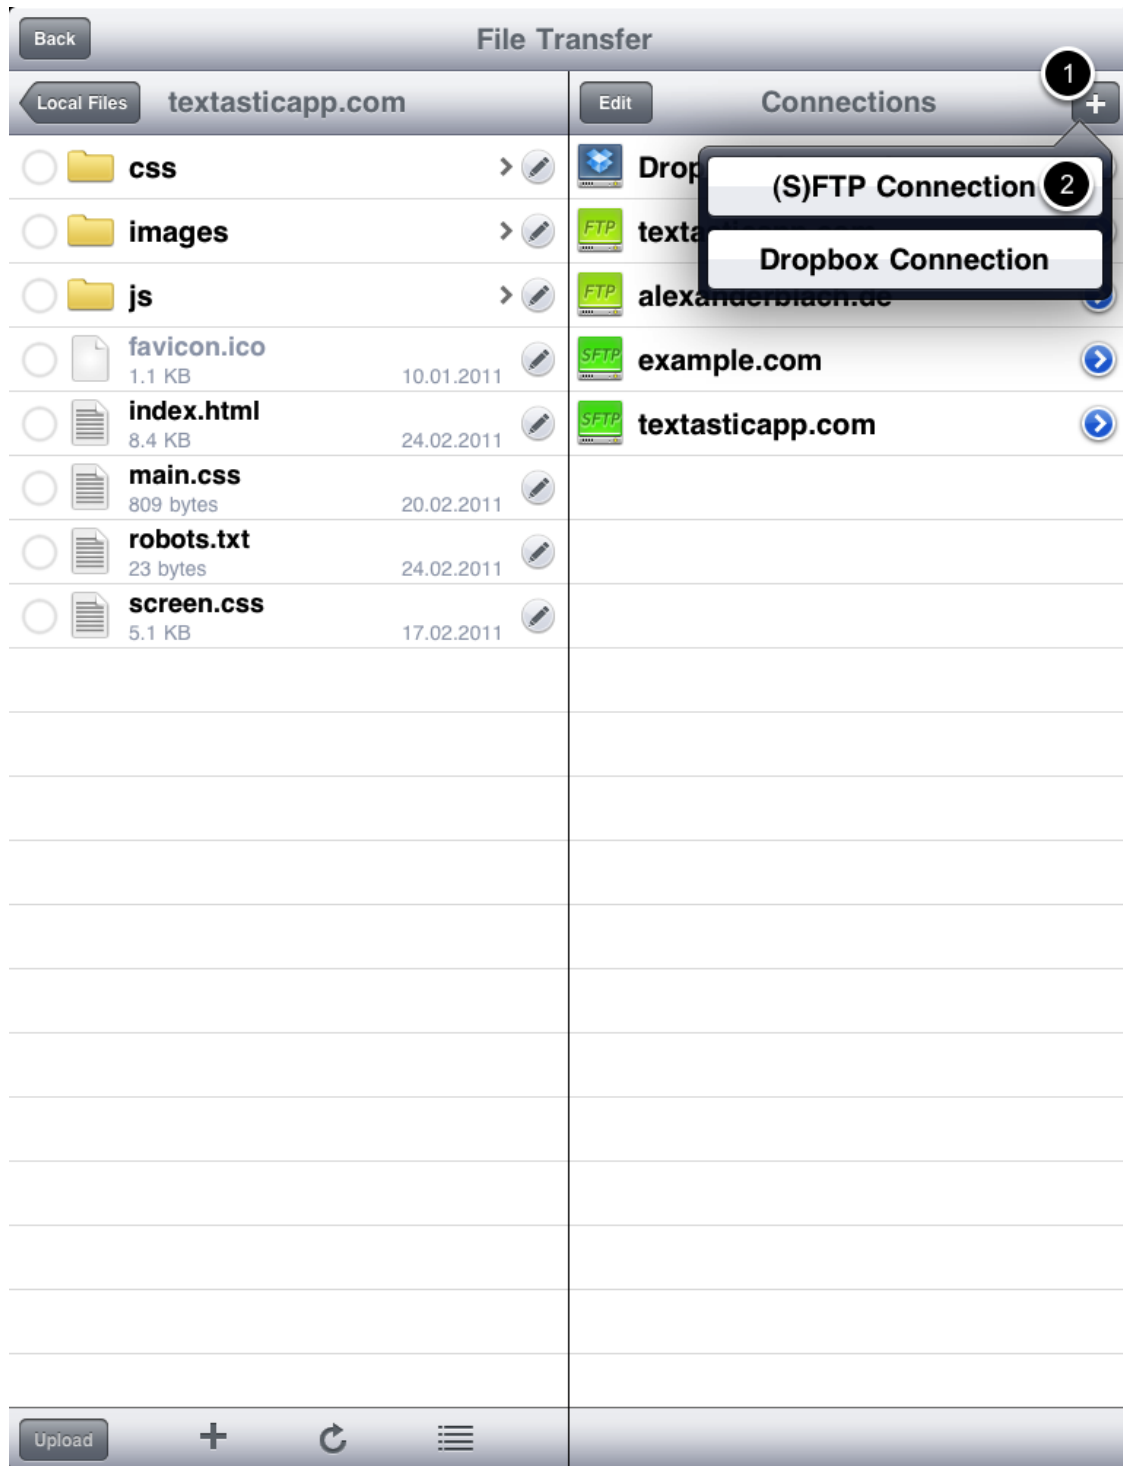 Back
File Transfer
Local Files
textasticapp.com
Edit
Connections
1
+
css
images
js
favicon.ico
1.1 KB
10.01.2011
index.html
8.4 KB
24.02.2011
main.css
809 bytes
20.02.2011
robots.txt
23 bytes
24.02.2011
screen.css
5.1 KB
17.02.2011
(S)FTP Connection
2
Dropbox Connection
FTP
FTP
alexanderblach.de
SFTP
example.com
SFTP
textasticapp.com
Upload